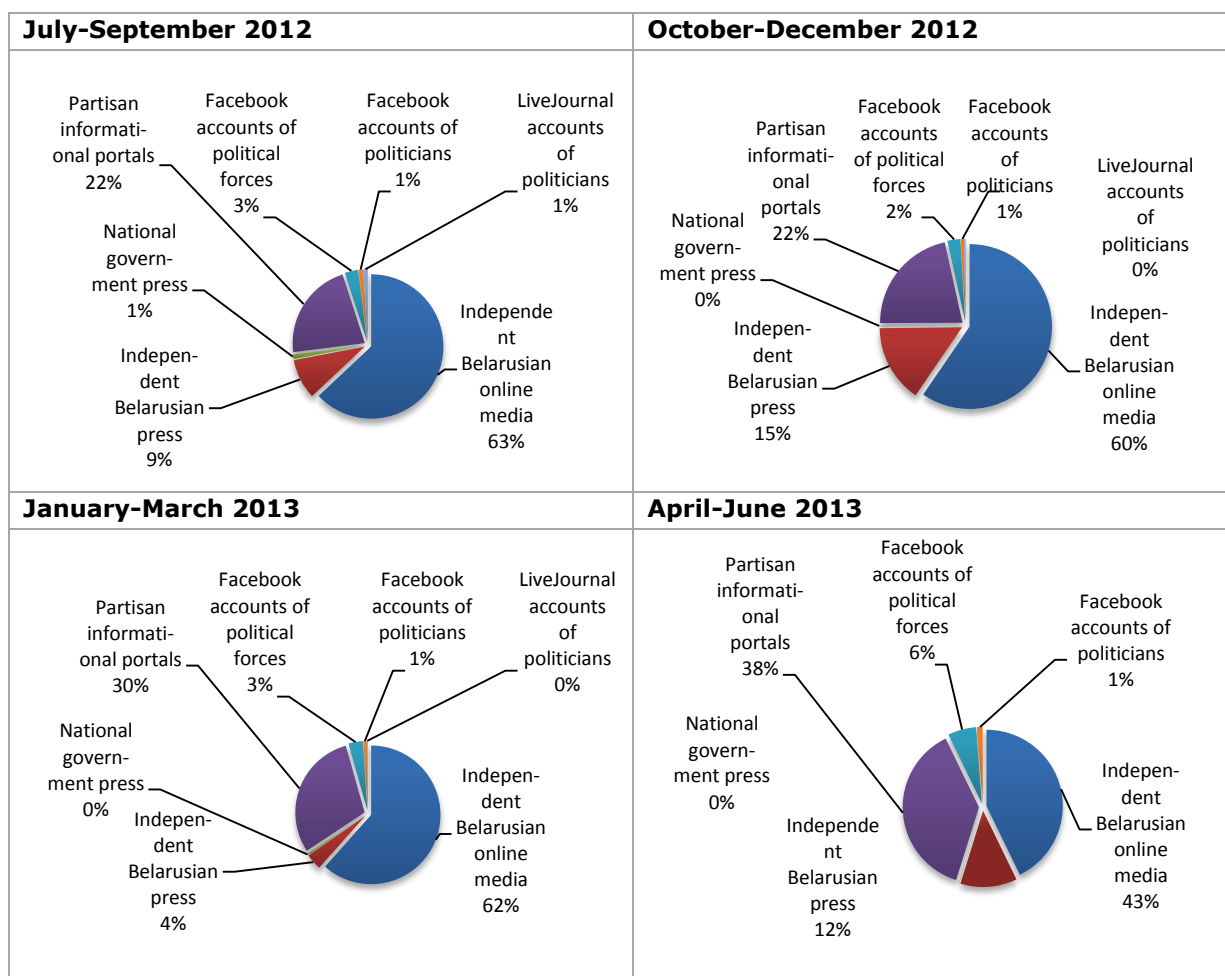 July-September 2012
Partisan
informati-
onal portals
22%
Facebook
accounts of
political
forces
3%
Facebook
accounts of
politicians
1%
LiveJournal
accounts
of
politicians
1%
National
govern-
ment press
1%
Indepen-
dent
Belarusian
press
9%
Independe
nt
Belarusian
online
media
63%
October-December 2012
Partisan
informati-
onal
portals
22%
Facebook
accounts
of political
forces
2%
Facebook
accounts
of
politicians
1%
LiveJournal
accounts
of
politicians
0%
National
govern-
ment press
0%
Indepen-
dent
Belarusian
press
15%
Indepen-
dent
Belarusian
online
media
60%
January-March 2013
Partisan
informati-
onal portals
30%
Facebook
accounts of
political
forces
3%
Facebook
accounts of
politicians
1%
LiveJournal
accounts
of
politicians
0%
National
govern-
ment press
0%
Indepen-
dent
Belarusian
press
4%
Indepen-
dent
Belarusian
online
media
62%
April-June 2013
Partisan
informati-
onal
portals
38%
Facebook
accounts of
political
forces
6%
Facebook
accounts of
politicians
1%
National
govern-
ment press
0%
Independe
nt
Belarusian
press
12%
Indepen-
dent
Belarusian
online
media
43%